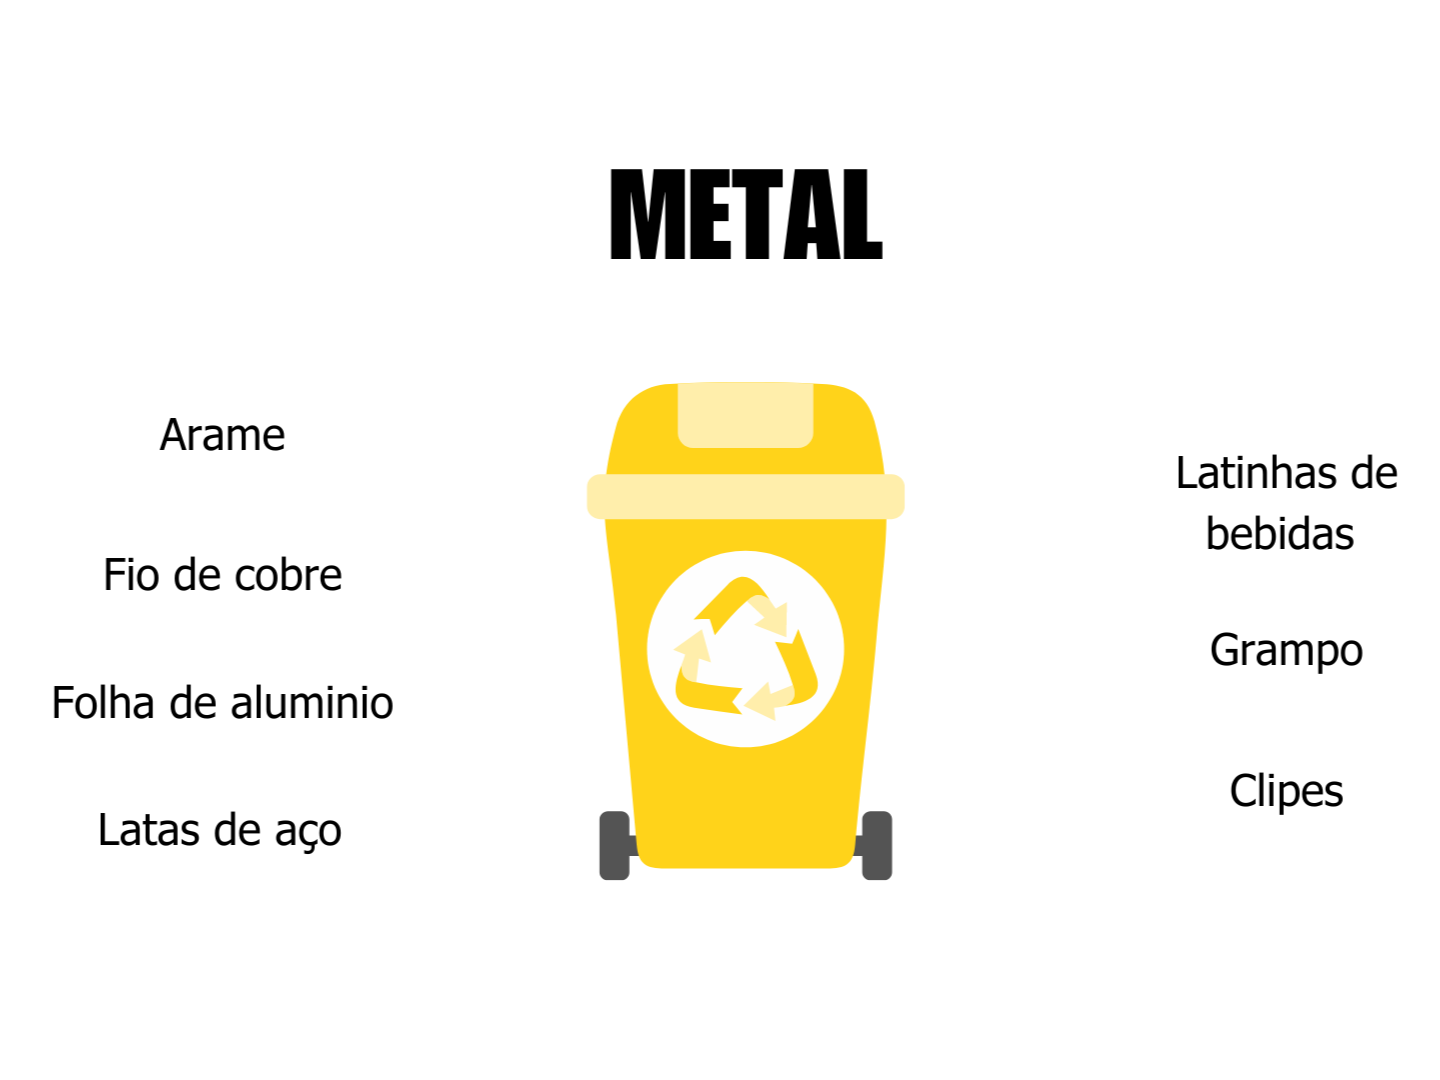 METAL
Arame
Fio de cobre
Folha de aluminio
Latas de aço
Latinhas de
bebidas
Grampo
Clipes